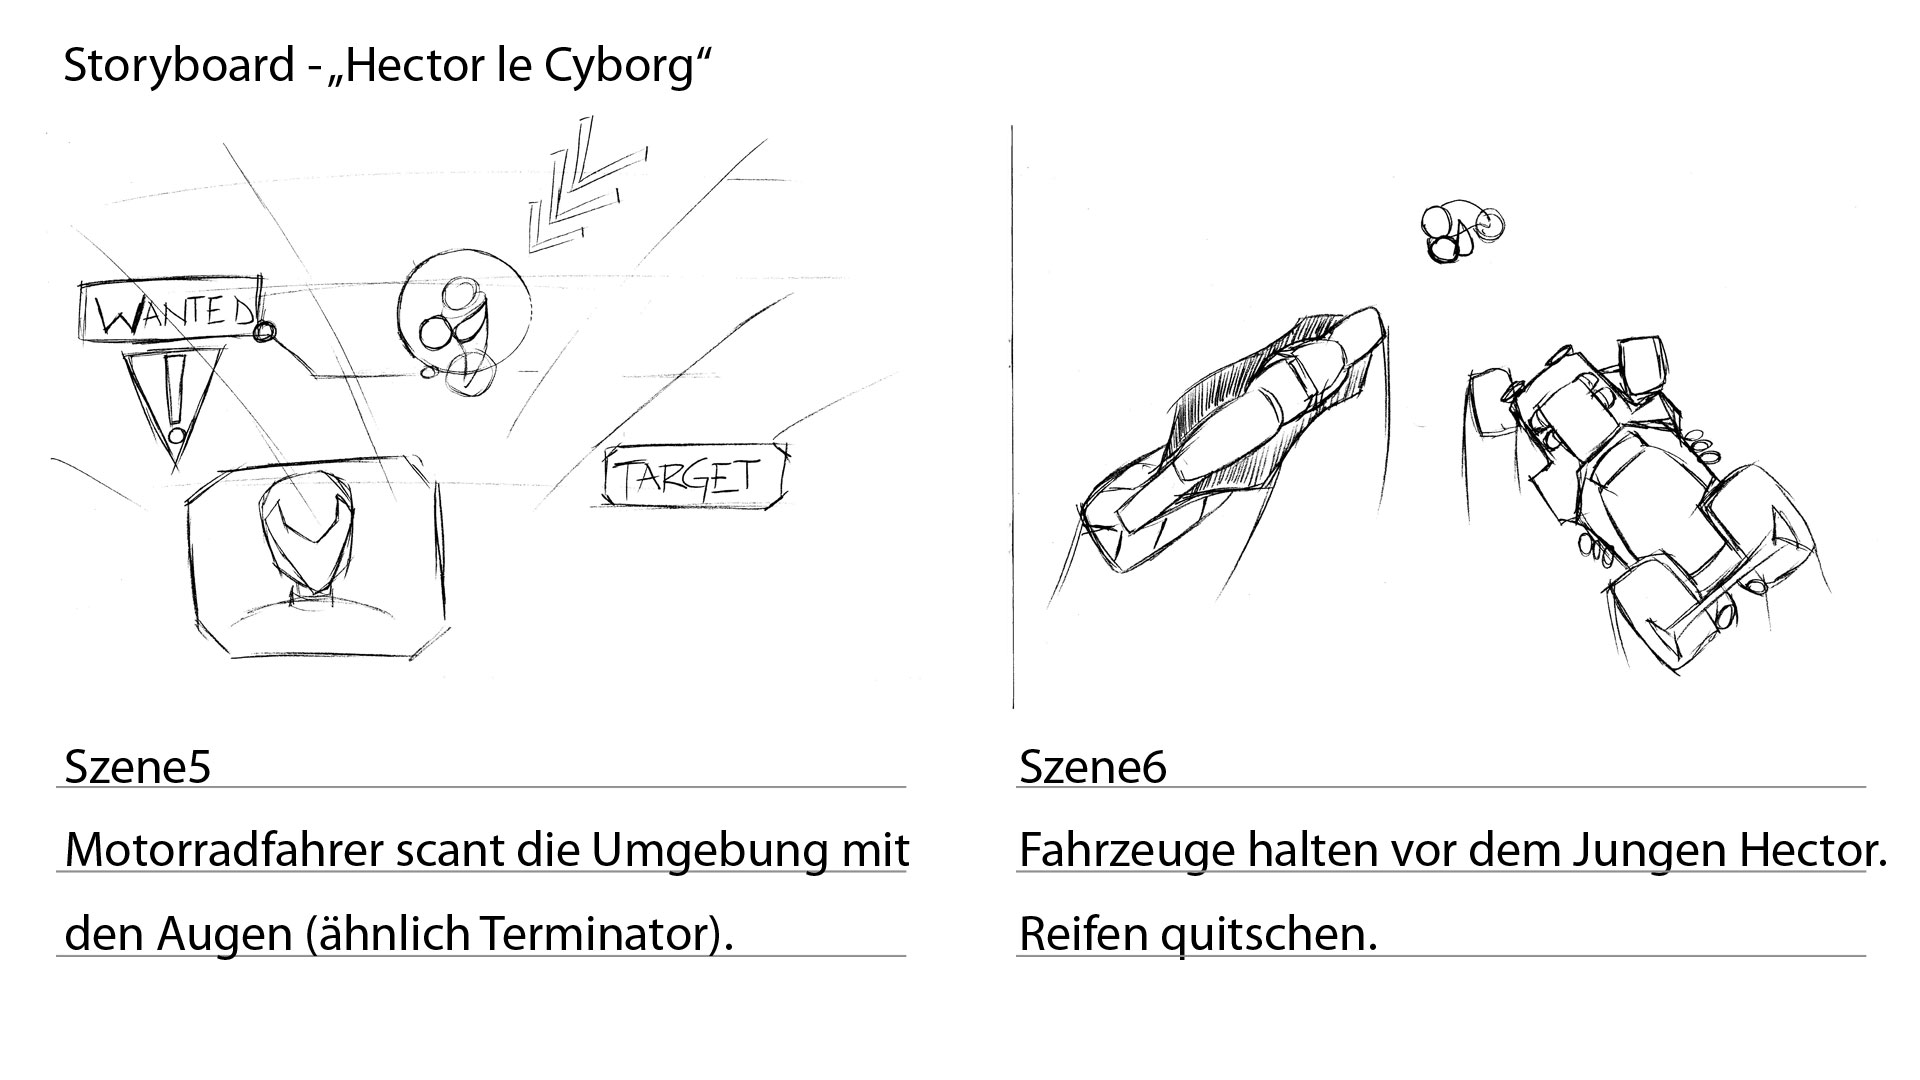 Storyboard - „Hector le Cyborg“
WANTED
!
TARGET
Szene5
Motorradfahrer scant die Umgebung mit
den Augen (ähnlich Terminator).
Szene6
Fahrzeuge halten vor dem Jungen Hector.
Reifen quitschen.